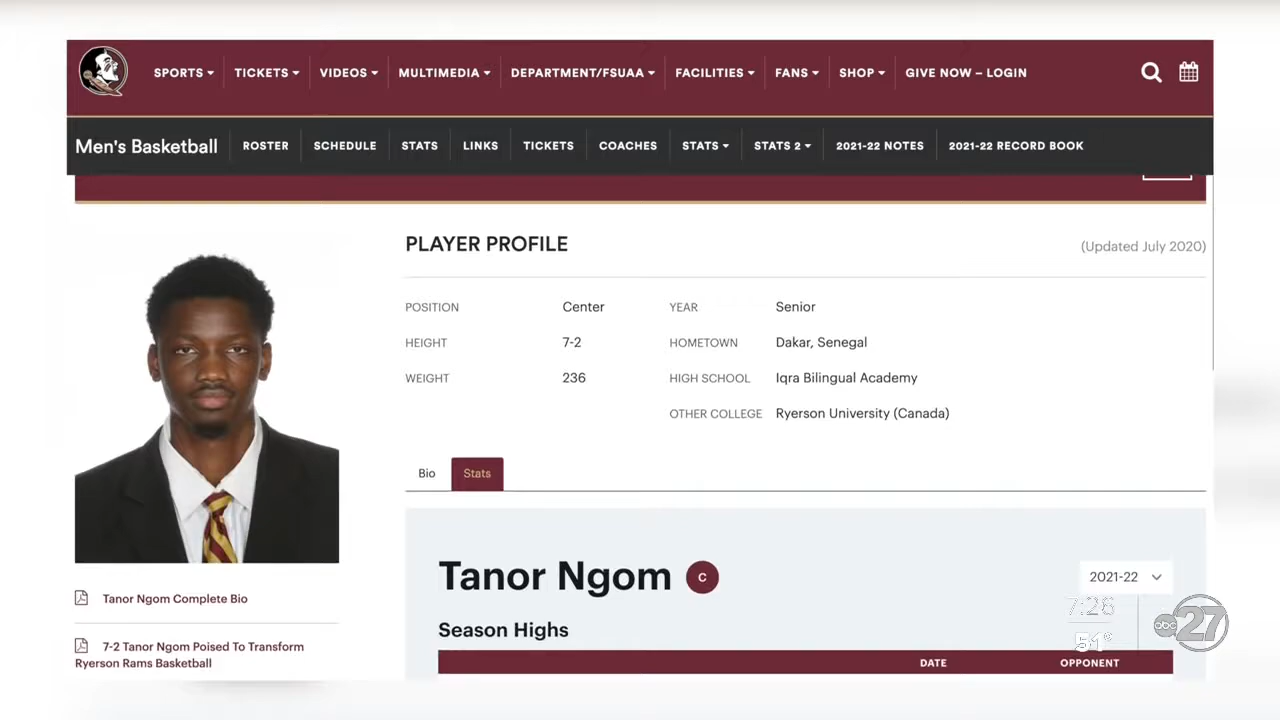 SPORTS TICKETS VIDEOS MULTIMEDIA DEPARTMENT/FSUAA FACILITIES FANS SHOP GIVE NOW – LOGIN
Men's Basketball ROSTER SCHEDULE STATS LINKS TICKETS COACHES STATS STATS 2 2021-22 NOTES 2021-22 RECORD BOOK
PLAYER PROFILE (Updated July 2020)
POSITION Center YEAR Senior
HEIGHT 7-2 HOMETOWN Dakar, Senegal
WEIGHT 236 HIGH SCHOOL Iqra Bilingual Academy
OTHER COLLEGE Ryerson University (Canada)
Bio Stats
Tanor Ngom C 2021-22
Season Highs
DATE OPPONENT
Tanor Ngom Complete Bio
7-2 Tanor Ngom Poised To Transform
Ryerson Rams Basketball
7:26
51°
abc 27